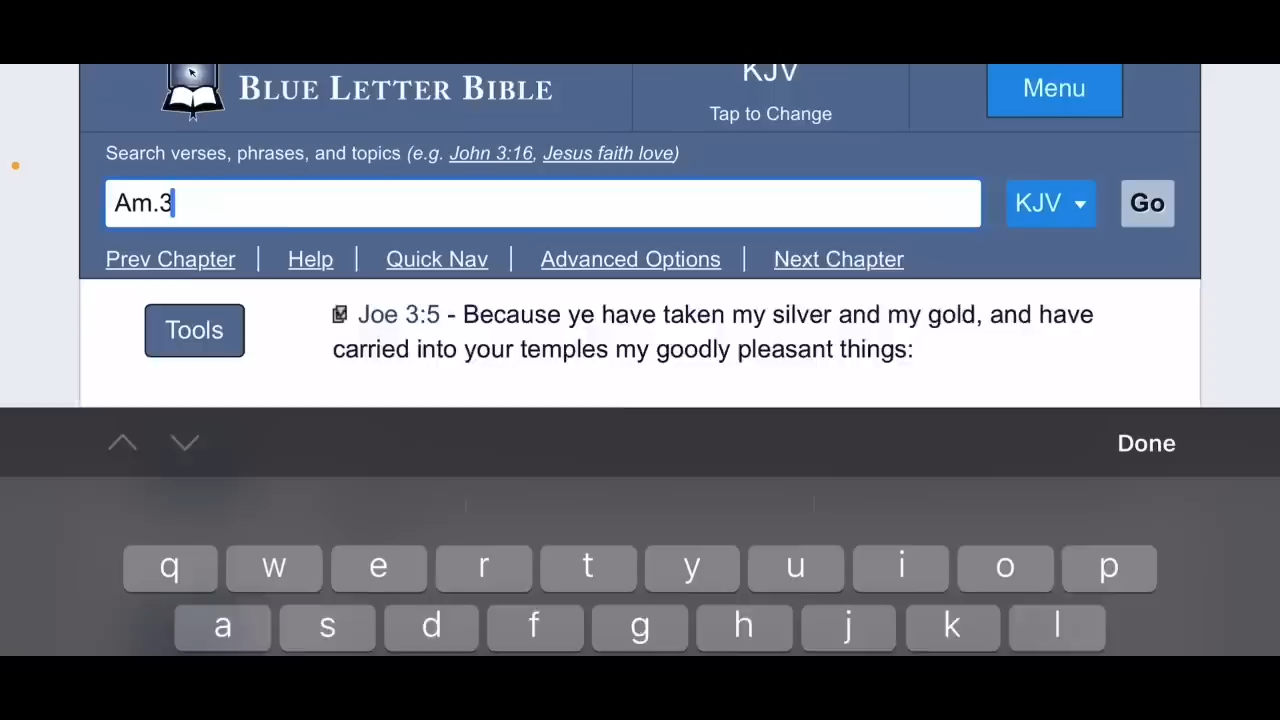 BLUE LETTER BIBLE
KJV
Tap to Change
Menu
Search verses, phrases, and topics (e.g. John 3:16, Jesus faith love)
Am.3
KJV
Go
Prev Chapter
Help
Quick Nav
Advanced Options
Next Chapter
Tools
Joe 3:5 - Because ye have taken my silver and my gold, and have
carried into your temples my goodly pleasant things:
Done
q w e r t y u i o p
a s d f g h j k l